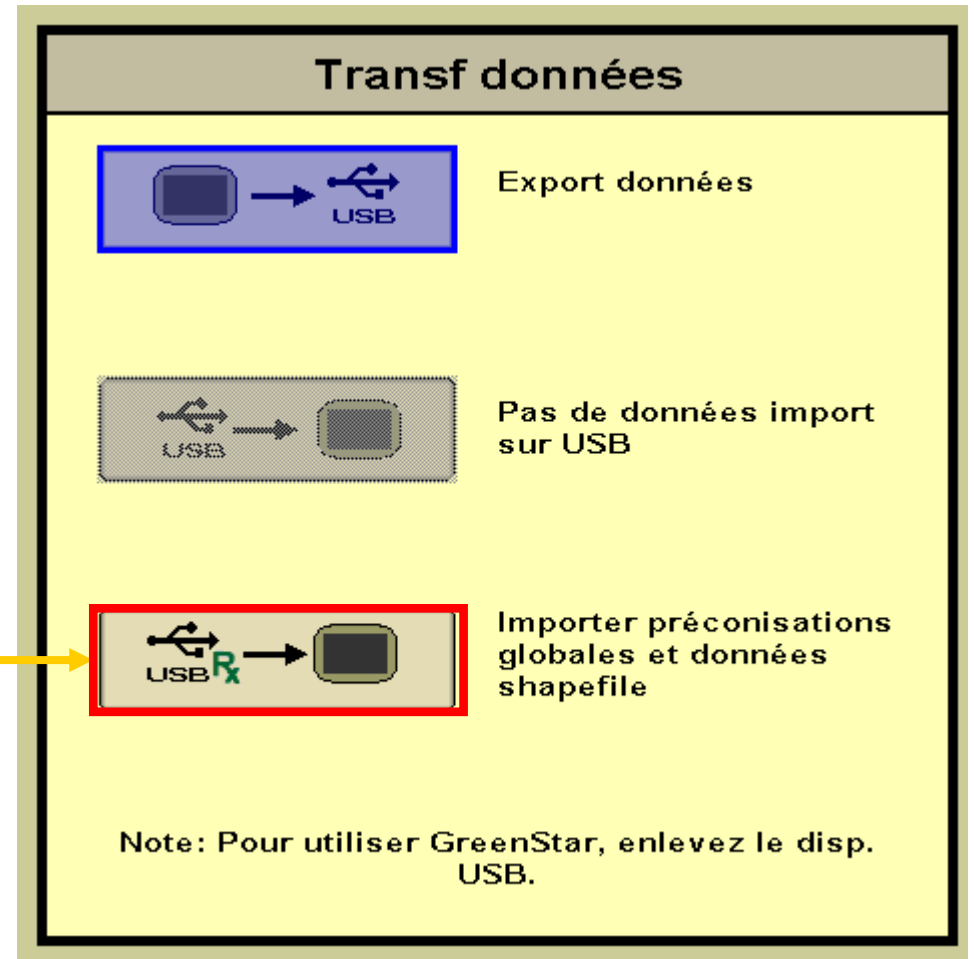 Transf données
USB
Export données
USB
Pas de données import
sur USB
USB Rx
Importer préconisations
globales et données
shapefile
Note: Pour utiliser GreenStar, enlevez le disp.
USB.